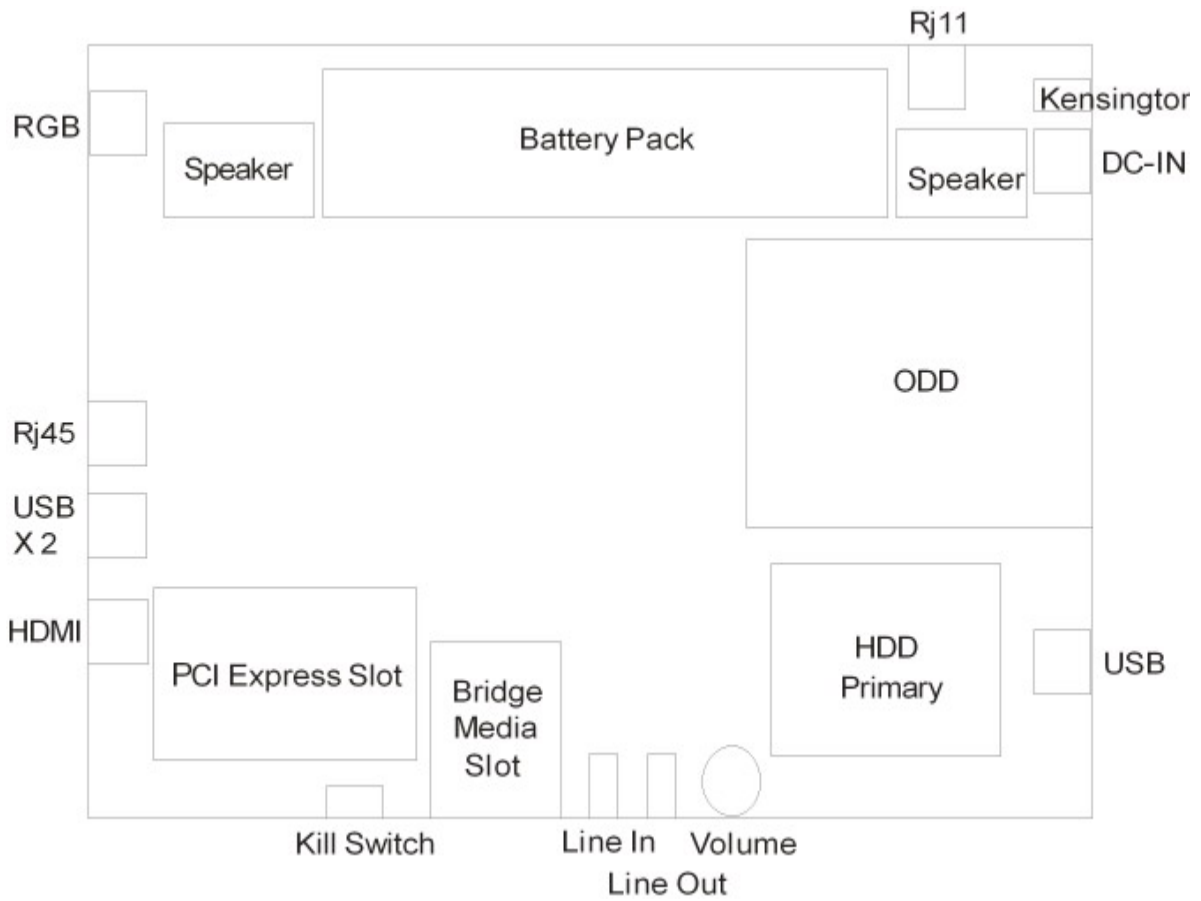 Rj11
Kensington
RGB
Battery Pack
Speaker
Speaker
DC-IN
ODD
Rj45
USB
X 2
HDMI
PCI Express Slot
Bridge
Media
Slot
HDD
Primary
USB
Kill Switch
Line In
Volume
Line Out